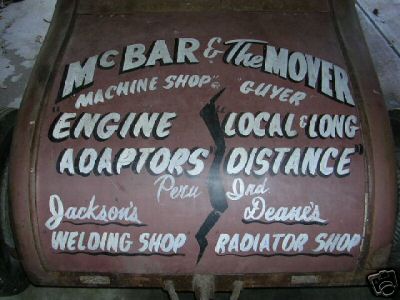 McBAR & The MOVER
MACHINE SHOP" "GUYER"
"ENGINE "LOCAL & LONG
ADAPTORS" DISTANCE"
Peru Ind.
Jackson's Deane's
WELDING SHOP RADIATOR SHOP
ebY